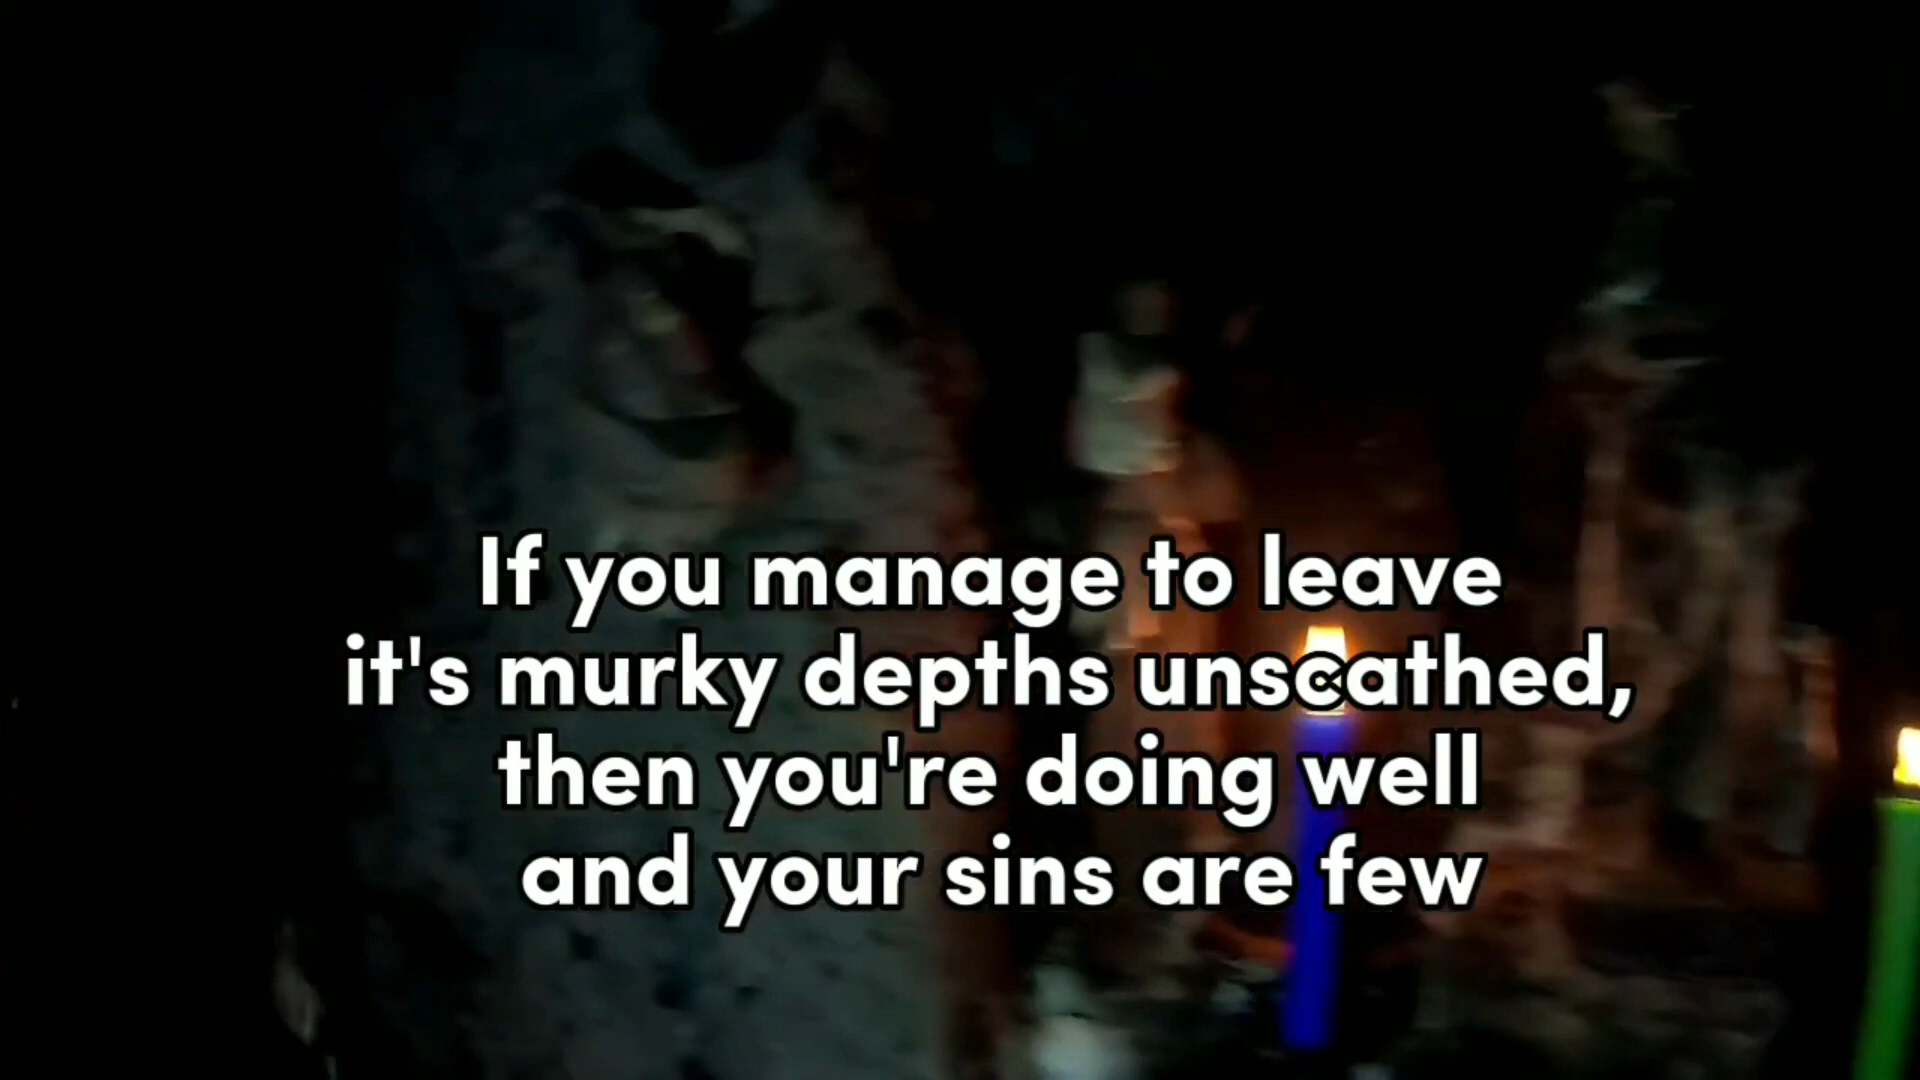 If you manage to leave
it's murky depths unscathed,
then you're doing well
and your sins are few